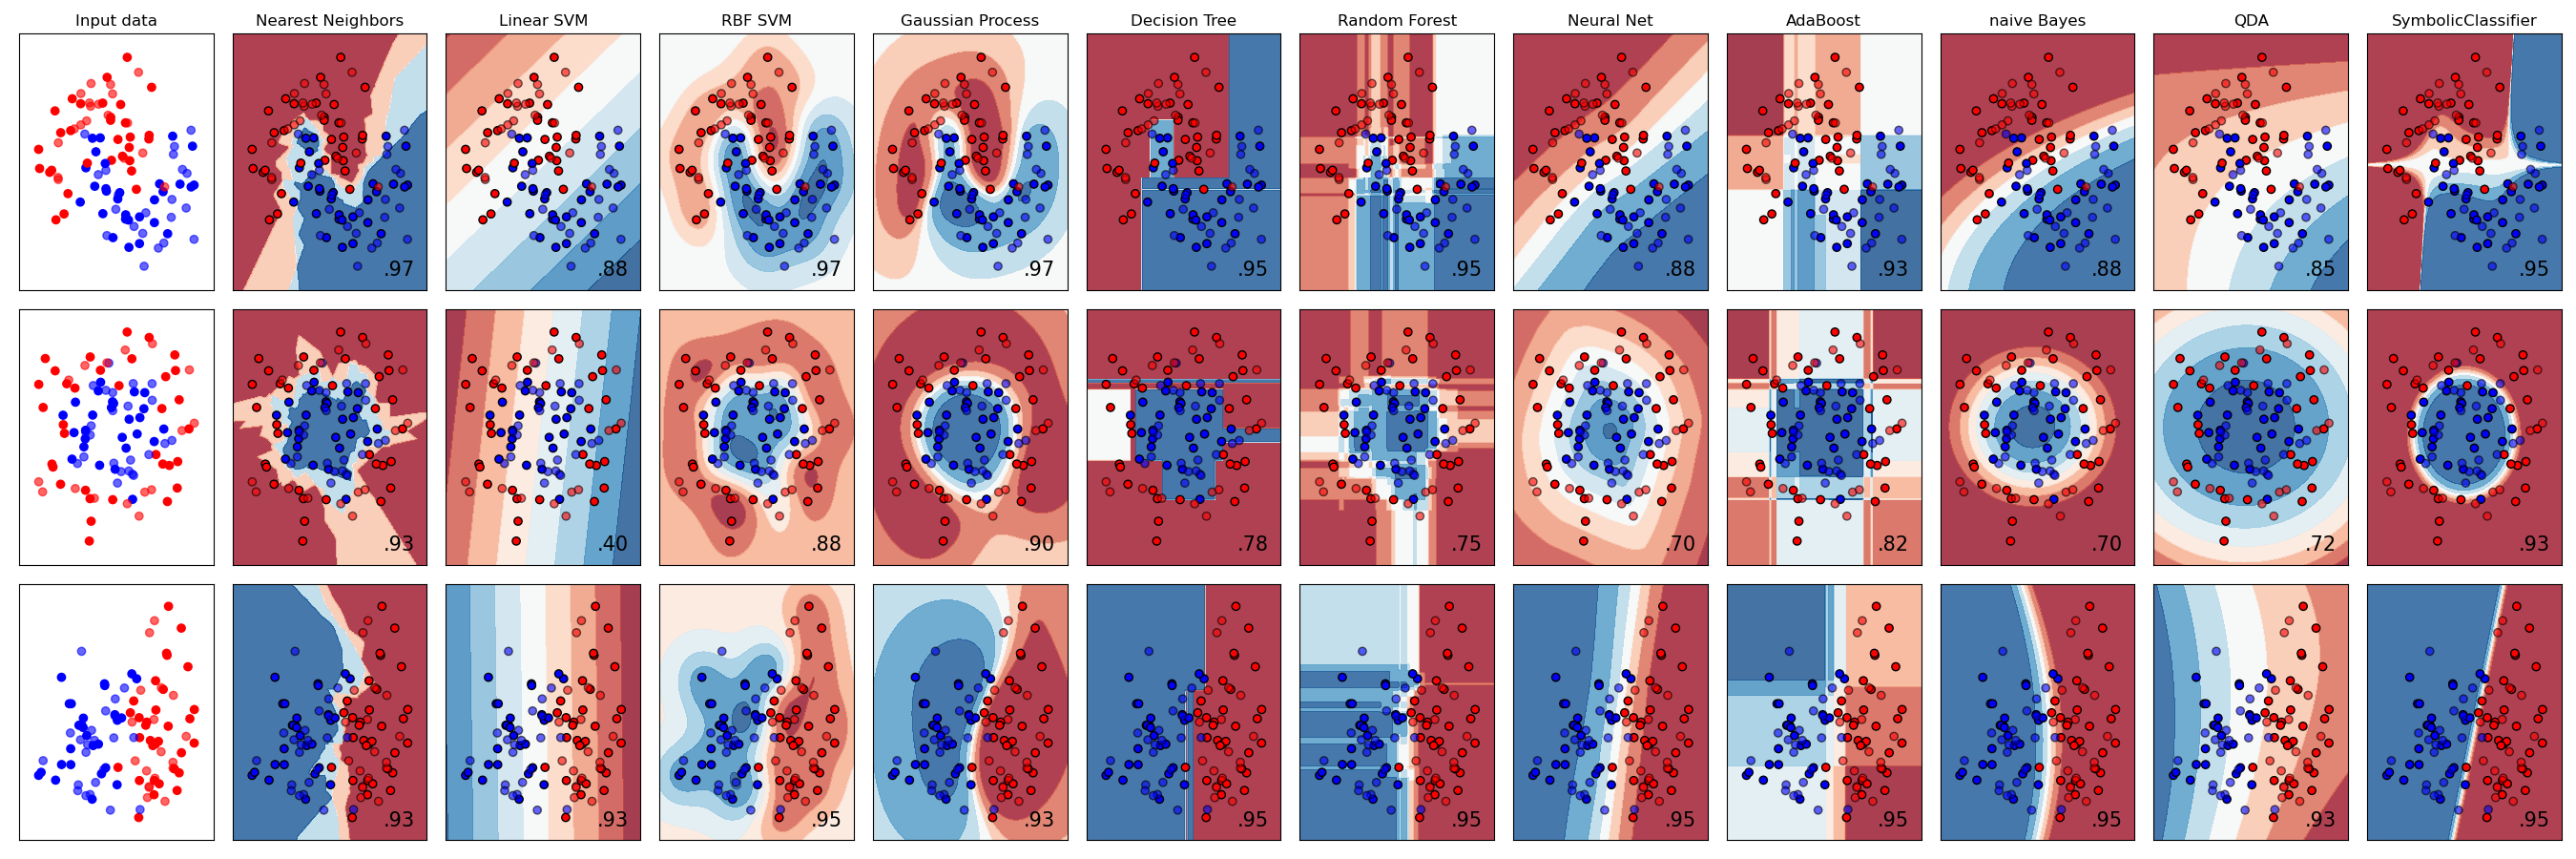 Input data Nearest Neighbors Linear SVM RBF SVM Gaussian Process Decision Tree Random Forest Neural Net AdaBoost naive Bayes QDA SymbolicClassifier
.97 .88 .97 .97 .95 .95 .88 .93 .88 .85 .95
.93 .40 .88 .90 .78 .75 .70 .82 .70 .72 .93
.93 .93 .95 .93 .95 .95 .95 .95 .95 .93 .95